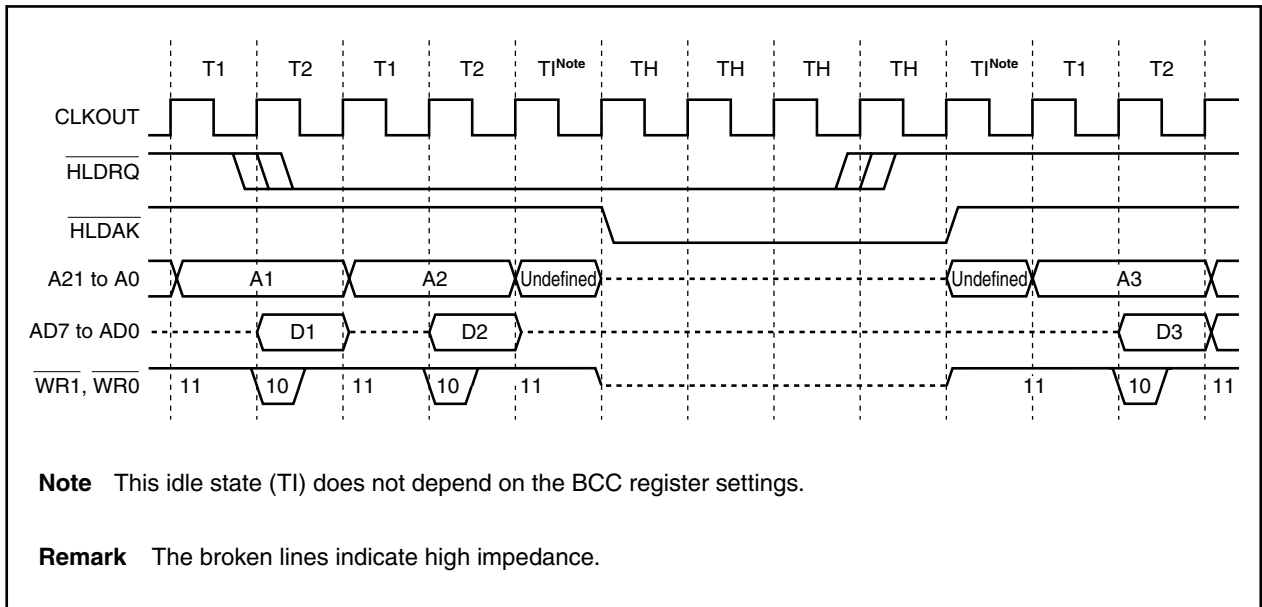 T1 T2 T1 T2 TINote TH TH TH TH TINote T1 T2
CLKOUT
HLDRQ
HLDAK
A21 to A0 A1 A2 Undefined Undefined A3
AD7 to AD0 D1 D2 D3
WR1, WR0 11 10 11 10 11 11 10 11
Note This idle state (TI) does not depend on the BCC register settings.
Remark The broken lines indicate high impedance.